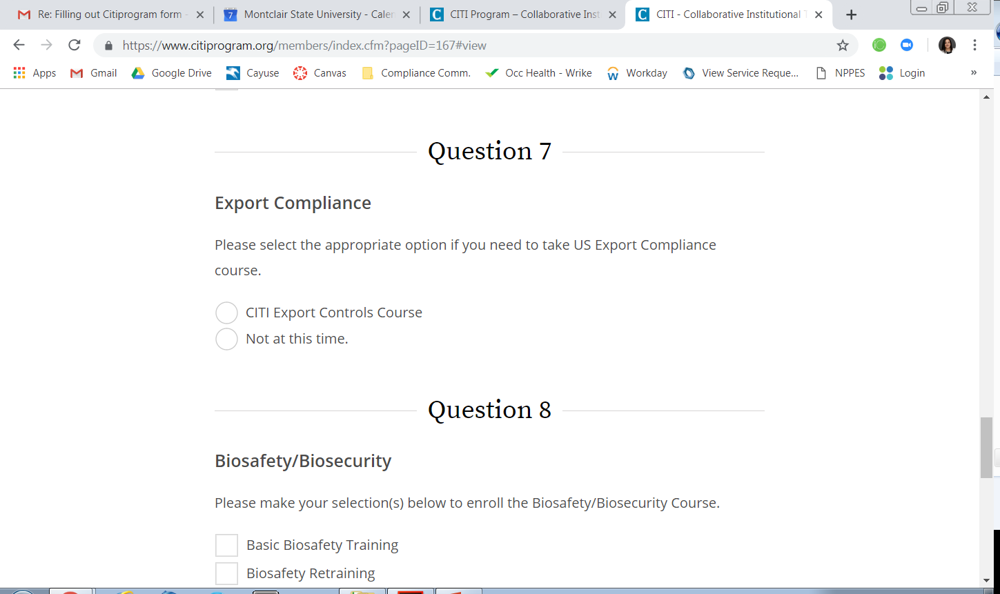 Re: Filling out Citiprogram form -
Montclair State University - Calen
CITI Program – Collaborative Inst
CITI - Collaborative Institutional T
https://www.citiprogram.org/members/index.cfm?pageID=167#view
Apps Gmail Google Drive Cayuse Canvas Compliance Comm. Occ Health - Wrike Workday View Service Reque... NPPES Login »
Question 7
Export Compliance
Please select the appropriate option if you need to take US Export Compliance
course.
CITI Export Controls Course
Not at this time.
Question 8
Biosafety/Biosecurity
Please make your selection(s) below to enroll the Biosafety/Biosecurity Course.
Basic Biosafety Training
Biosafety Retraining